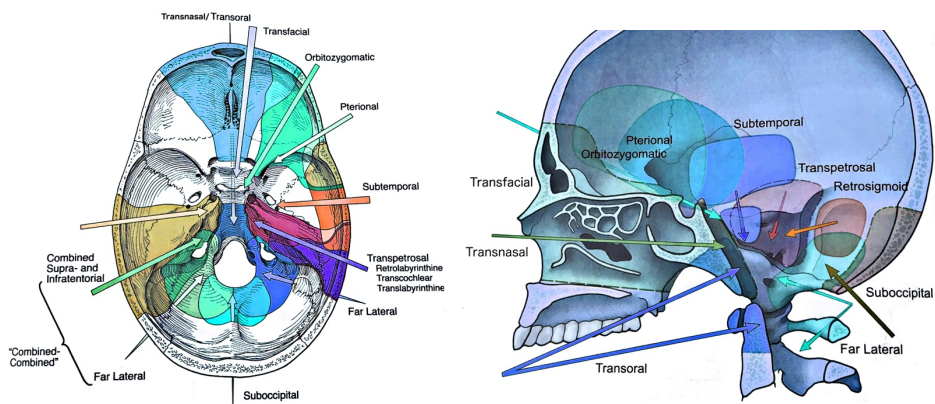 Transnasal/Transoral
Transfacial
Orbitozygomatic
Pterional
Subtemporal
Combined
Supra- and
Infratentorial
Transpetrosal
Retrolabyrinthine
Transcochlear
Translabyrinthine
Far Lateral
"Combined-
Combined"
Far Lateral
Suboccipital
Subtemporal
Pterional
Orbitozygomatic
Transpetrosal
Retrosigmoid
Transfacial
Transnasal
Suboccipital
Far Lateral
Transoral